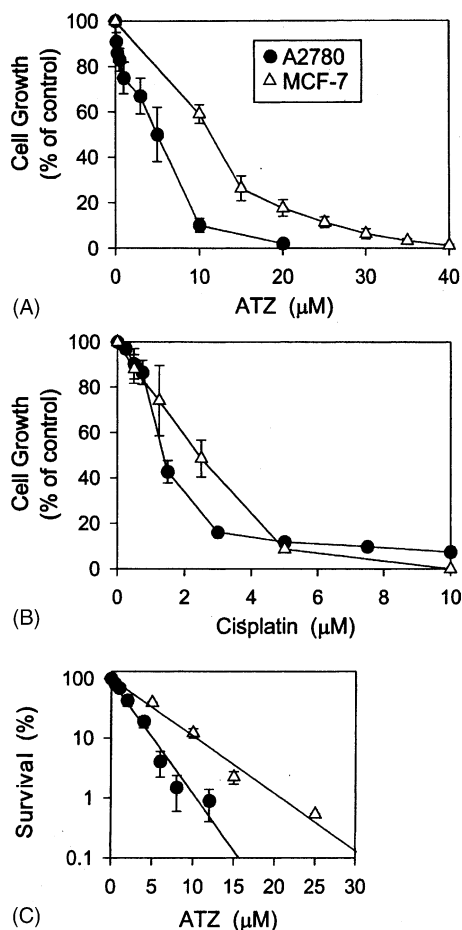 A2780
MCF-7
Cell Growth
(% of control)
100
80
60
40
20
0
0
10
20
30
40
(A)
ATZ (µM)
Cell Growth
(% of control)
100
80
60
40
20
0
0
2
4
6
8
10
(B)
Cisplatin (µM)
Survival (%)
100
10
1
0.1
0
5
10
15
20
25
30
(C)
ATZ (µM)